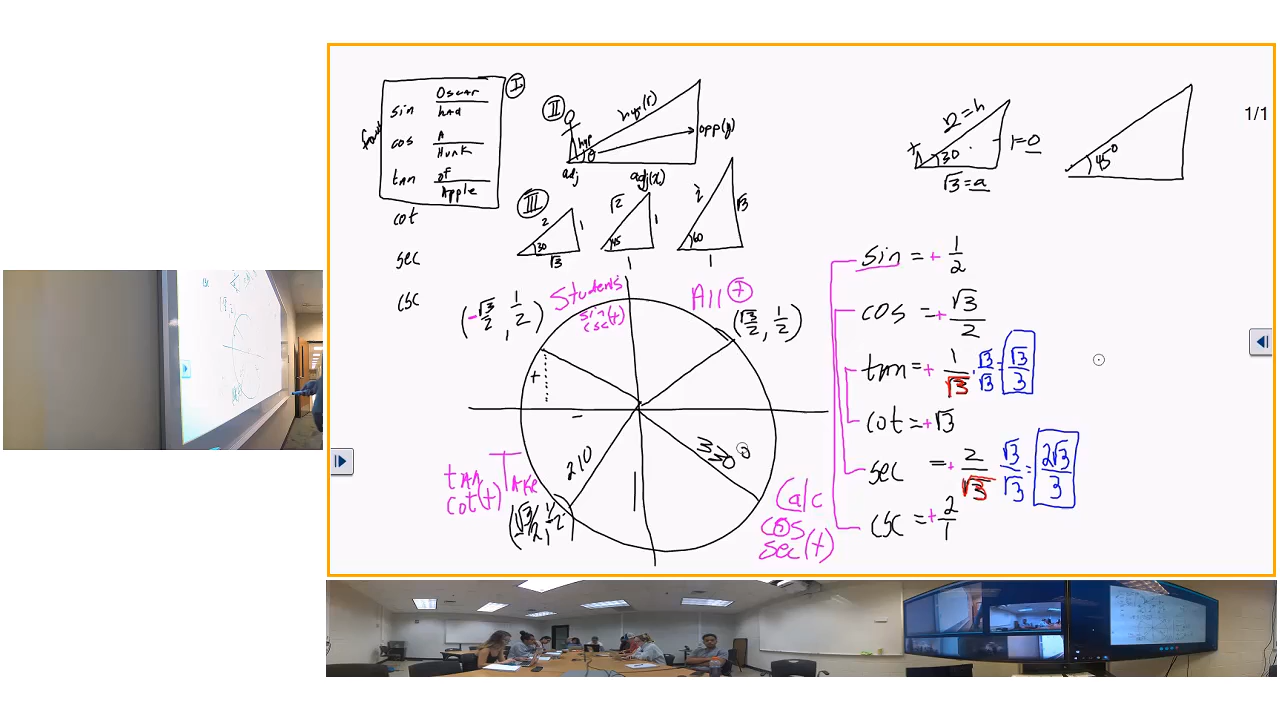 I
sin Oscar/had
cos A/Hunk
tan of/Apple
cot
sec
csc
II
hyp(r)
hyp
θ
opp(y)
adj
adj(x)
III
2
1
30
√3
√2
1
45
1
2
√3
60
1
√2 = h
30
1=o
√3=a
45°
1/1
Students
sin
csc(+)
All +
(-√3/2, 1/2)
(√3/2, 1/2)
+
-
210
330
tan
cot(+)
Take
Calc
cos
sec(+)
sin = + 1/2
cos = + √3/2
tan = + 1/√3 · √3/√3 = √3/3
cot = + √3
sec = + 2/√3 √3/√3 = 2√3/3
csc = + 2/1